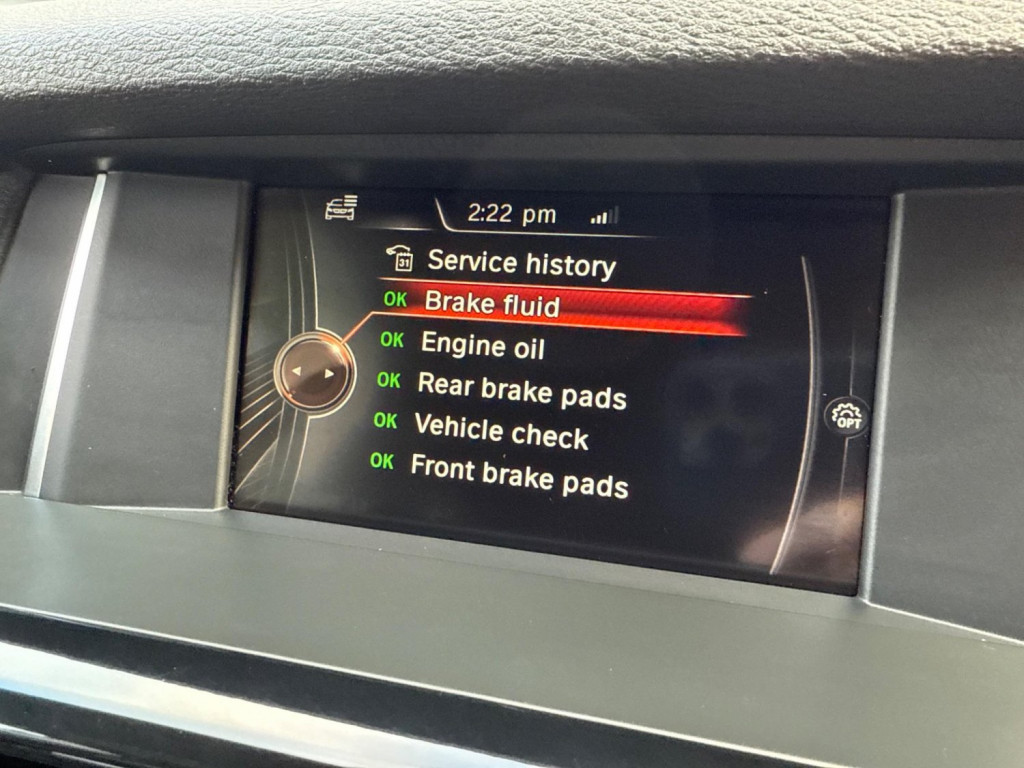 2:22 pm
31 Service history
OK Brake fluid
OK Engine oil
OK Rear brake pads
OK Vehicle check
OK Front brake pads
OPT